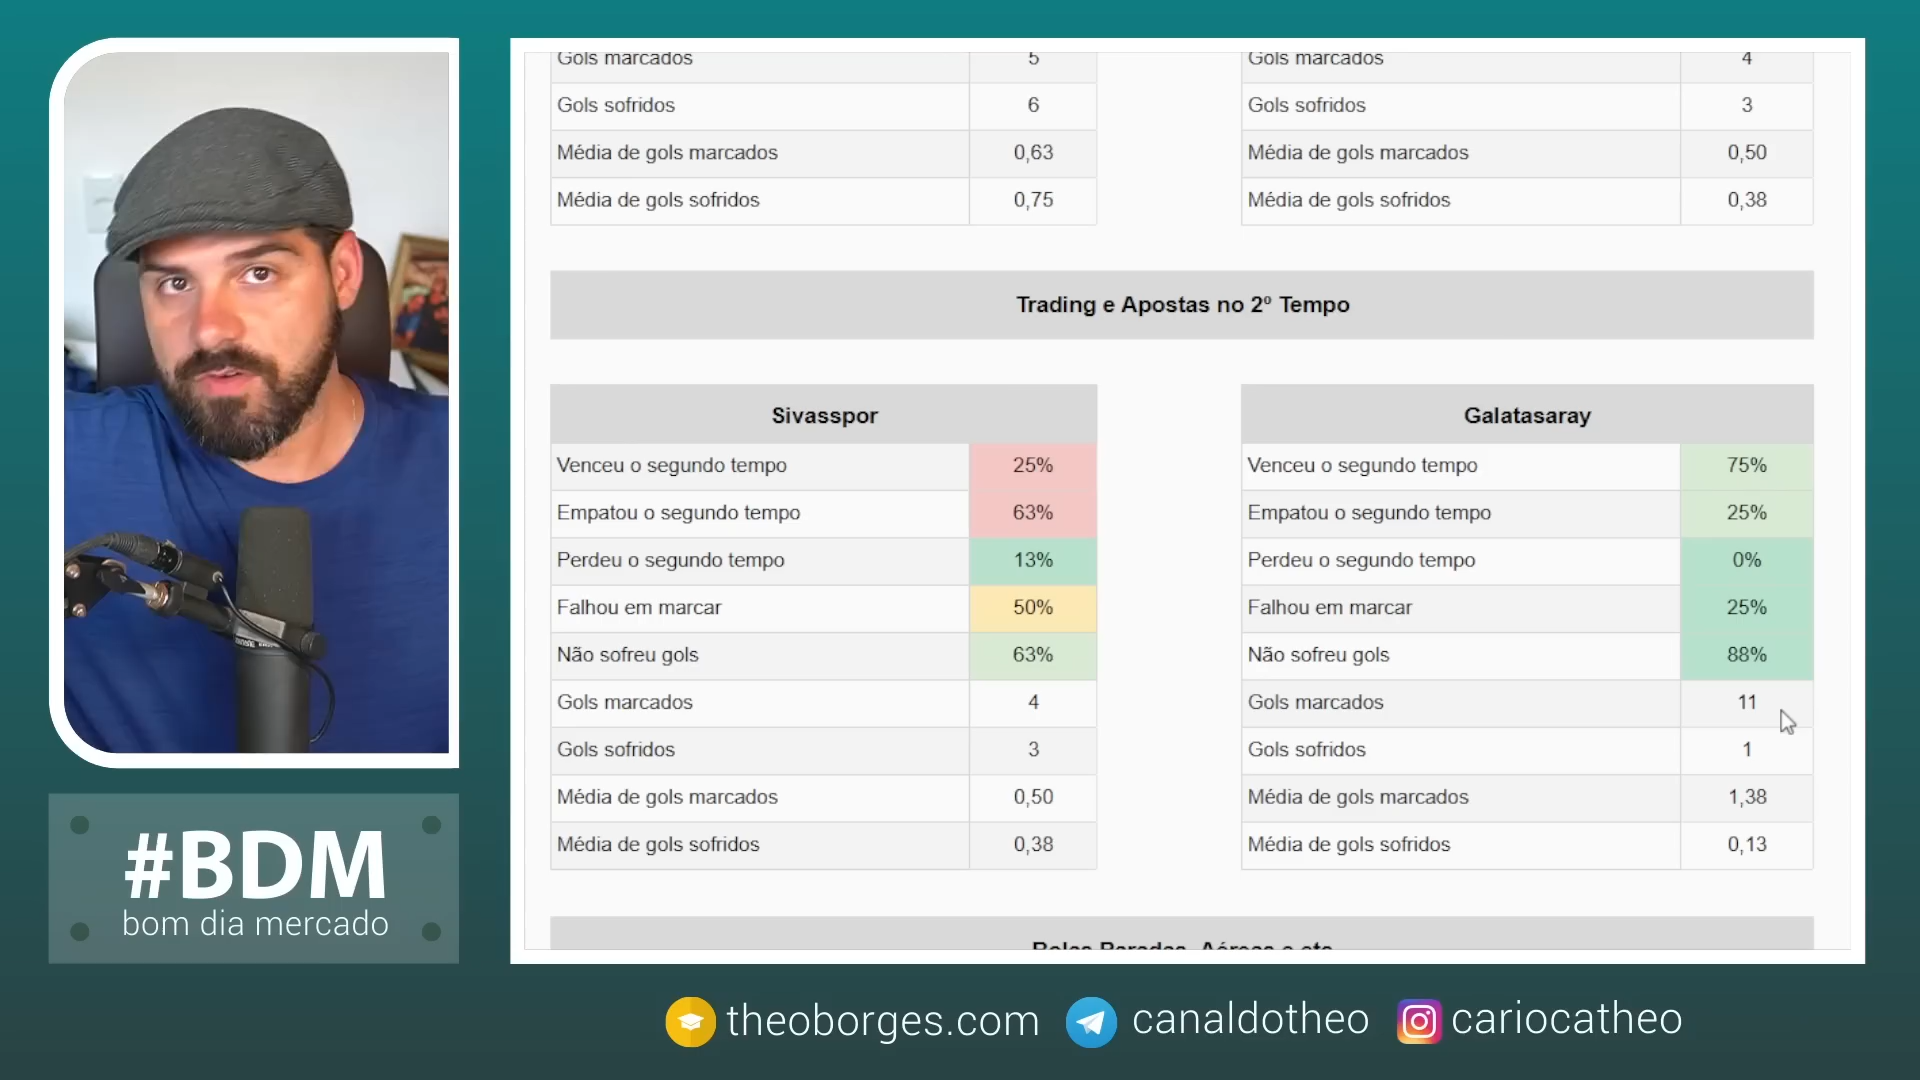 Gols marcados 5
Gols marcados 4
Gols sofridos 6
Gols sofridos 3
Média de gols marcados 0,63
Média de gols marcados 0,50
Média de gols sofridos 0,75
Média de gols sofridos 0,38
Trading e Apostas no 2º Tempo
Sivasspor
Venceu o segundo tempo 25%
Empatou o segundo tempo 63%
Perdeu o segundo tempo 13%
Falhou em marcar 50%
Não sofreu gols 63%
Gols marcados 4
Gols sofridos 3
Média de gols marcados 0,50
Média de gols sofridos 0,38
Galatasaray
Venceu o segundo tempo 75%
Empatou o segundo tempo 25%
Perdeu o segundo tempo 0%
Falhou em marcar 25%
Não sofreu gols 88%
Gols marcados 11
Gols sofridos 1
Média de gols marcados 1,38
Média de gols sofridos 0,13
Bolas Paradas, Aéreas e etc
#BDM
bom dia mercado
theoborges.com
canaldotheo
cariocatheo